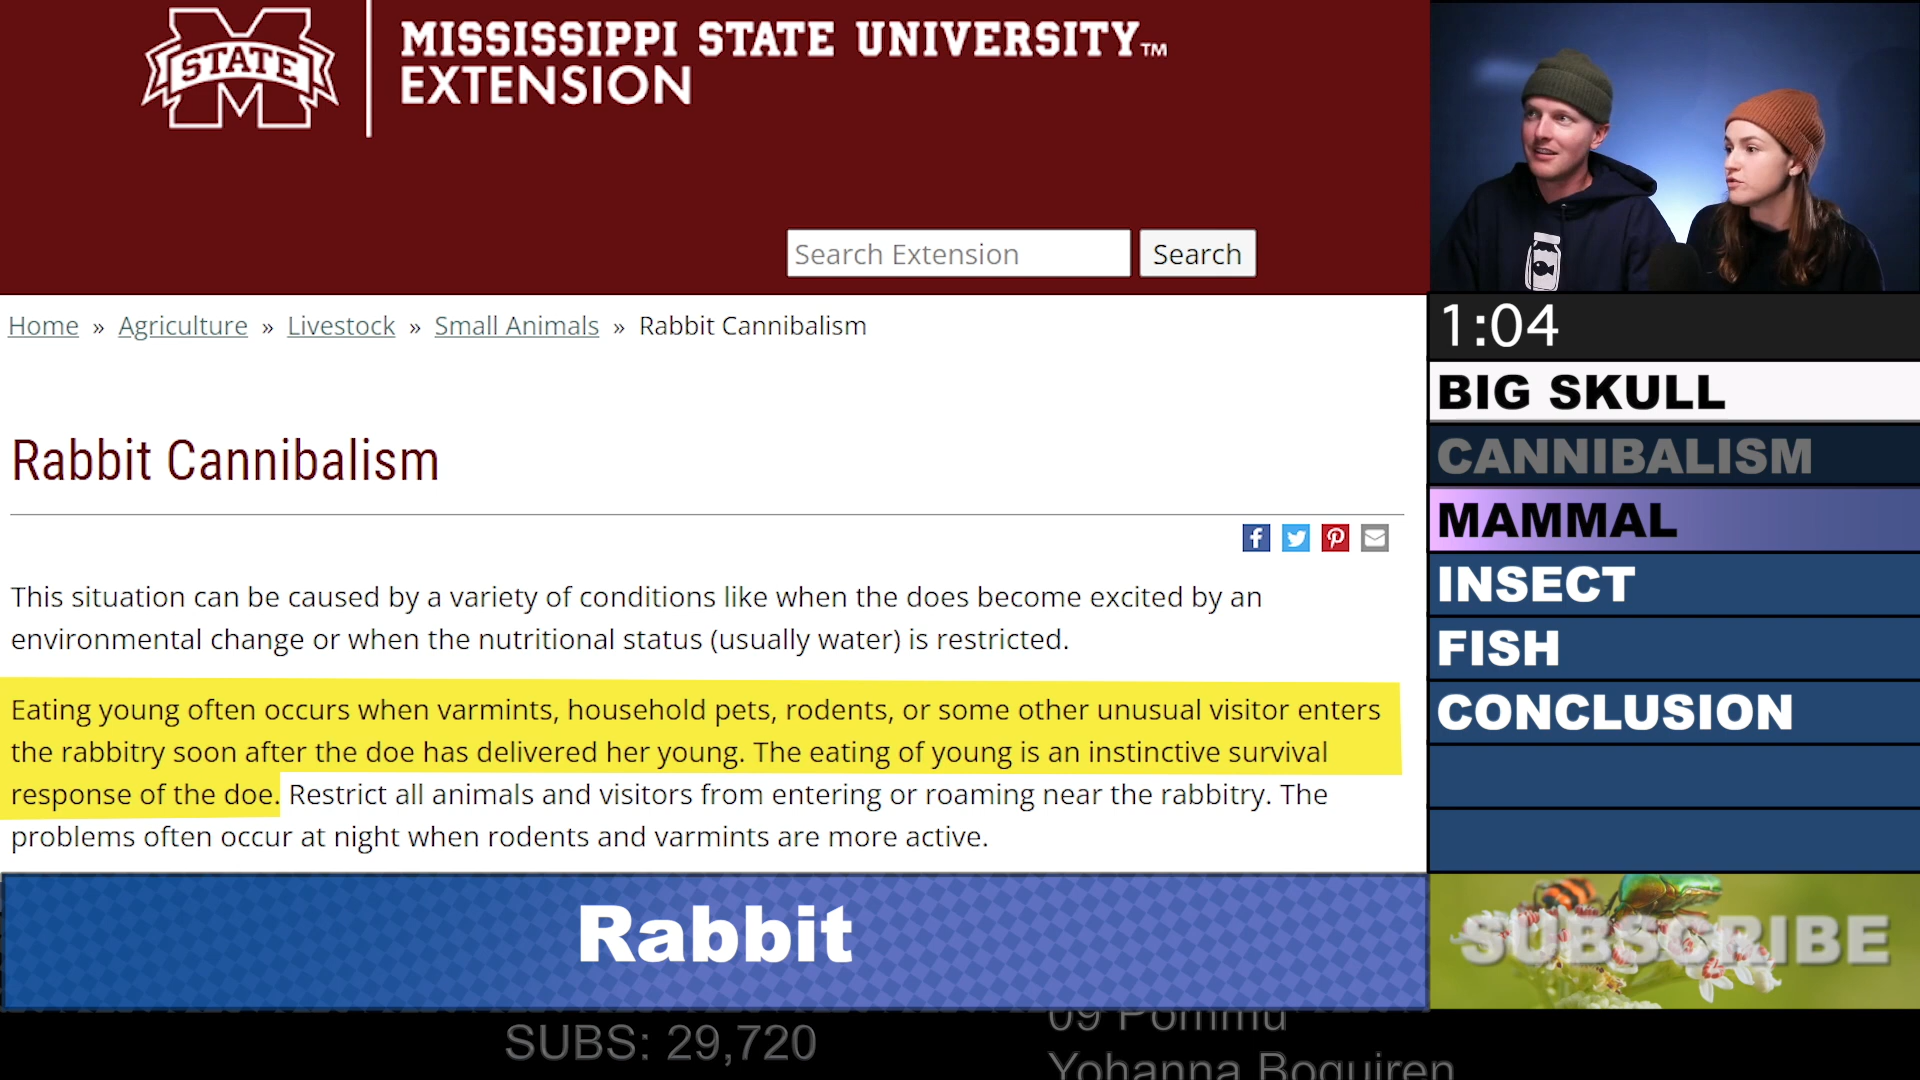 STATE
MISSISSIPPI STATE UNIVERSITY™
EXTENSION
Search Extension
Search
Home » Agriculture » Livestock » Small Animals » Rabbit Cannibalism
Rabbit Cannibalism
This situation can be caused by a variety of conditions like when the does become excited by an
environmental change or when the nutritional status (usually water) is restricted.
Eating young often occurs when varmints, household pets, rodents, or some other unusual visitor enters
the rabbitry soon after the doe has delivered her young. The eating of young is an instinctive survival
response of the doe. Restrict all animals and visitors from entering or roaming near the rabbitry. The
problems often occur at night when rodents and varmints are more active.
Rabbit
1:04
BIG SKULL
CANNIBALISM
MAMMAL
INSECT
FISH
CONCLUSION
SUBSCRIBE
SUBS: 29,720
09 Pommu
Yohanna Boquiren